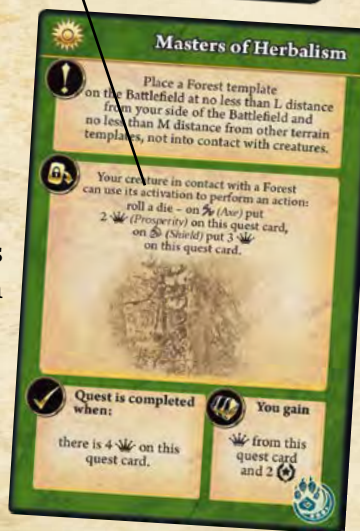 Masters of Herbalism
Place a Forest template
on the Battlefield at no less than L distance
from your side of the Battlefield and
no less than M distance from other terrain
templates, not into contact with creatures.
Your creature in contact with a Forest
can use its activation to perform an action:
roll a die – on (Axe) put
2 (Prosperity) on this quest card,
on (Shield) put 3
on this quest card.
Quest is completed
when:
there is 4 on this
quest card.
You gain
from this
quest card
and 2